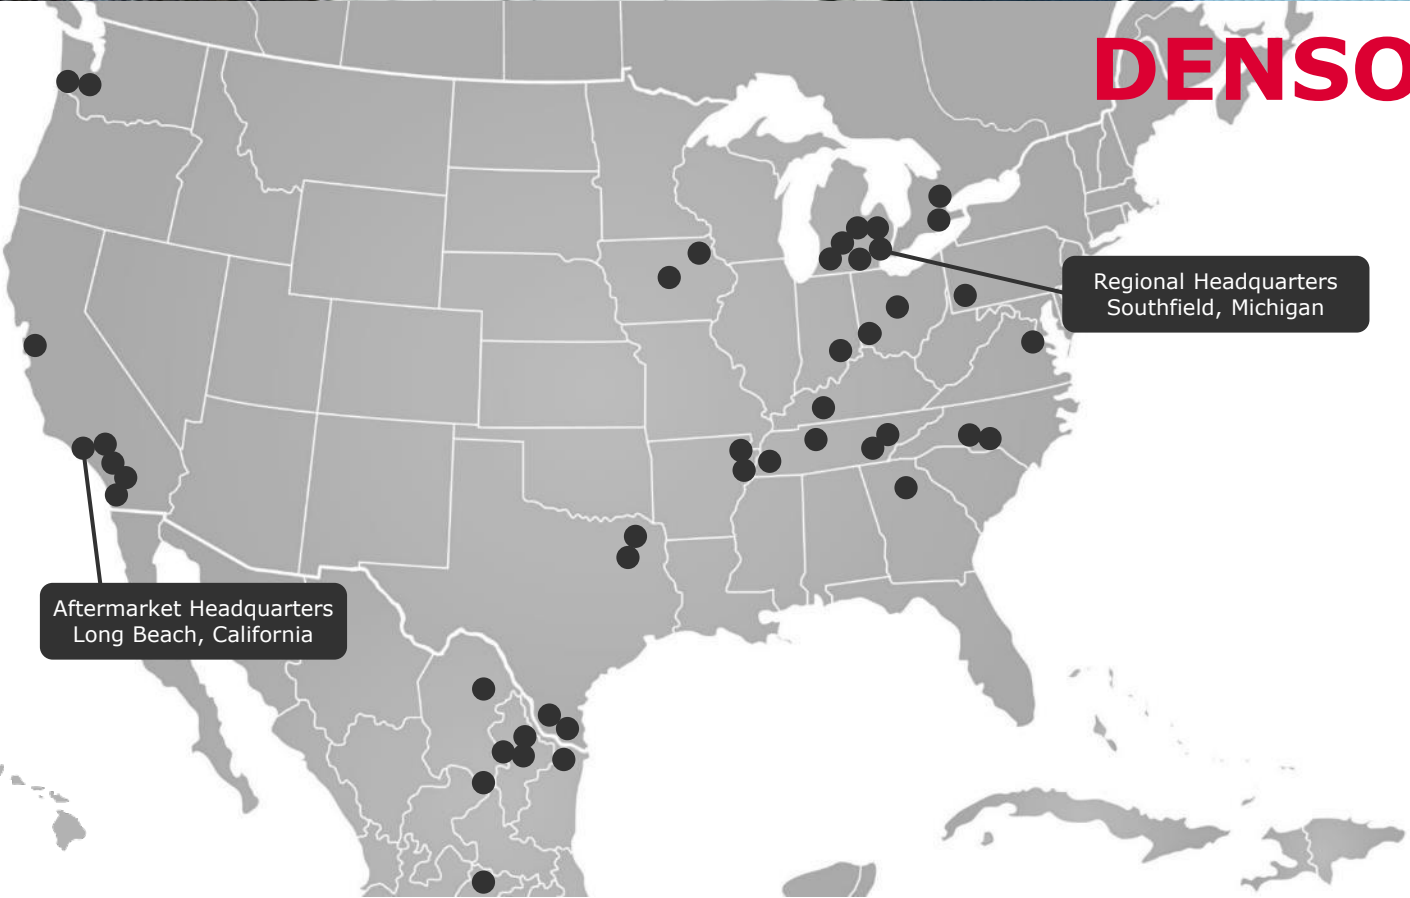 DENSO
Regional Headquarters
Southfield, Michigan
Aftermarket Headquarters
Long Beach, California